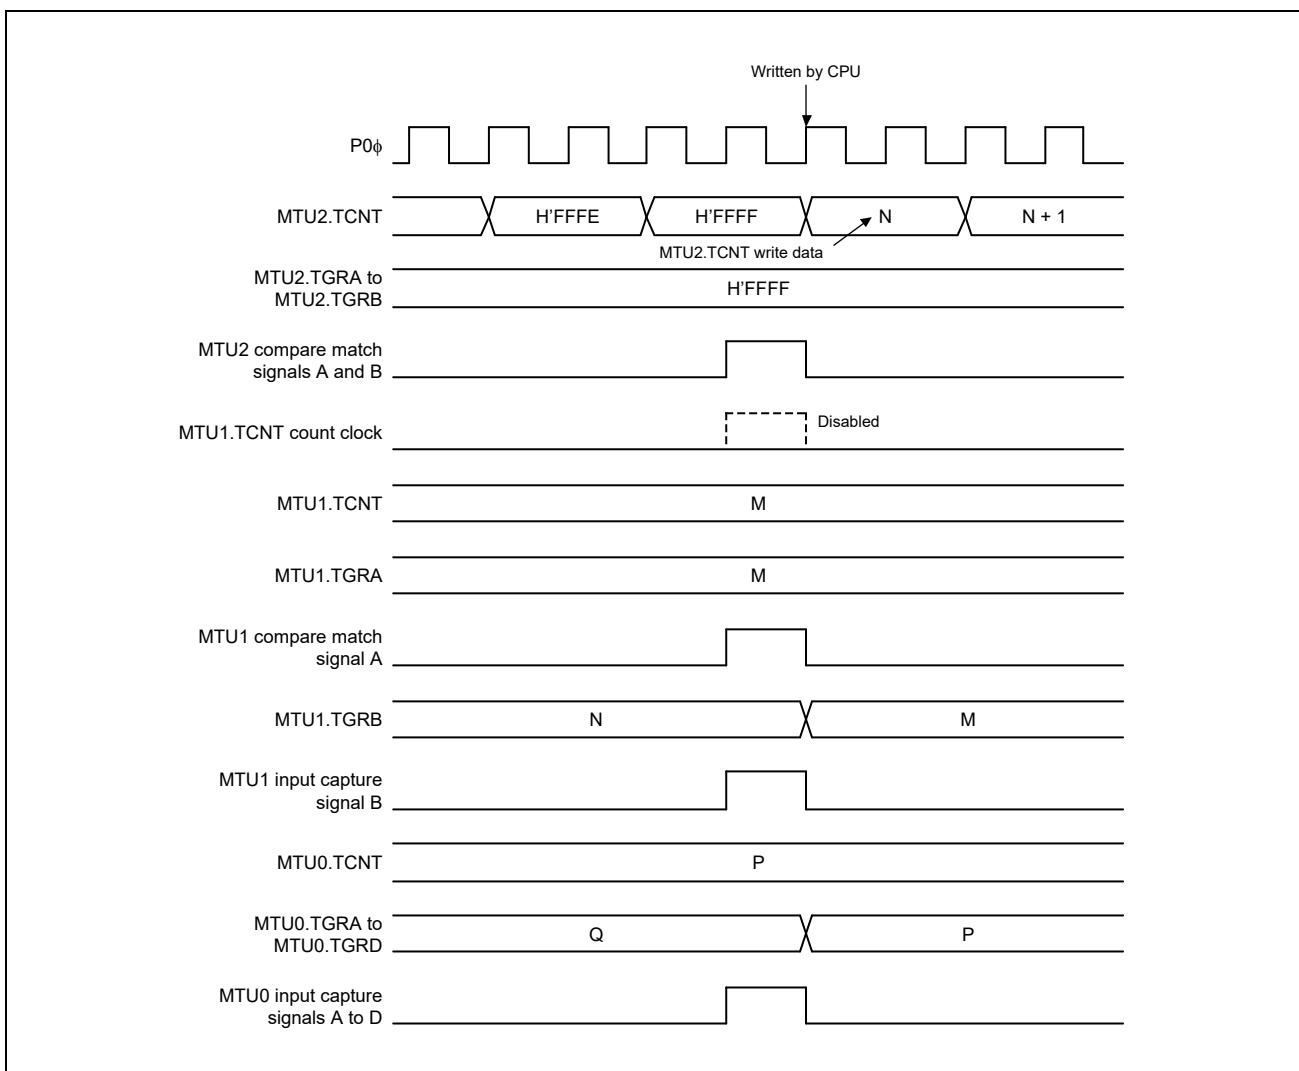 Written by CPU
P0ϕ
MTU2.TCNT
H’FFFE
H’FFFF
N
N + 1
MTU2.TCNT write data
MTU2.TGRA to
MTU2.TGRB
H’FFFF
MTU2 compare match
signals A and B
MTU1.TCNT count clock
Disabled
MTU1.TCNT
M
MTU1.TGRA
M
MTU1 compare match
signal A
MTU1.TGRB
N
M
MTU1 input capture
signal B
MTU0.TCNT
P
MTU0.TGRA to
MTU0.TGRD
Q
P
MTU0 input capture
signals A to D